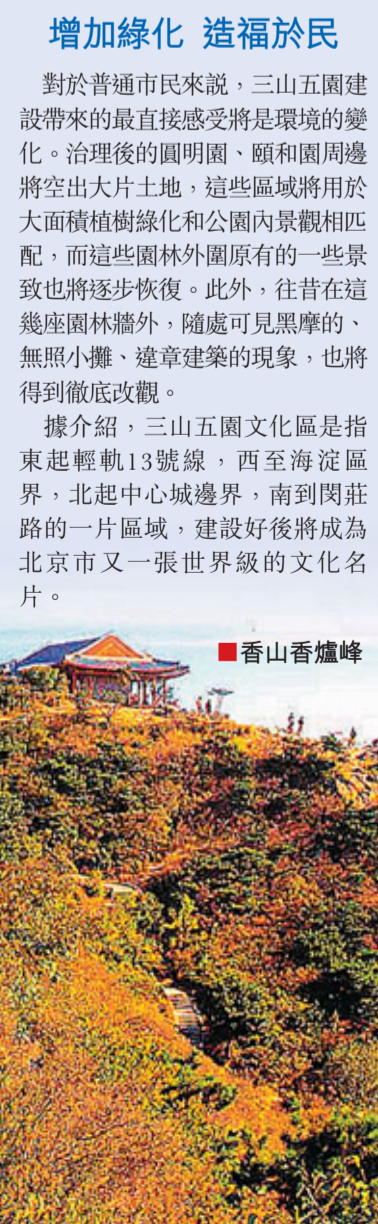 增加綠化 造福於民
對於普通市民來説，三山五園建
設帶來的最直接感受將是環境的變
化。治理後的圓明園、頤和園周邊
將空出大片土地，這些區域將用於
大面積植樹綠化和公園內景觀相匹
配，而這些園林外圍原有的一些景
致也將逐步恢復。此外，往昔在這
幾座園林牆外，隨處可見黑摩的、
無照小攤、違章建築的現象，也將
得到徹底改觀。
據介紹，三山五園文化區是指
東起輕軌13號線，西至海淀區
界，北起中心城邊界，南到閔莊
路的一片區域，建設好後將成為
北京市又一張世界級的文化名
片。
■香山香爐峰